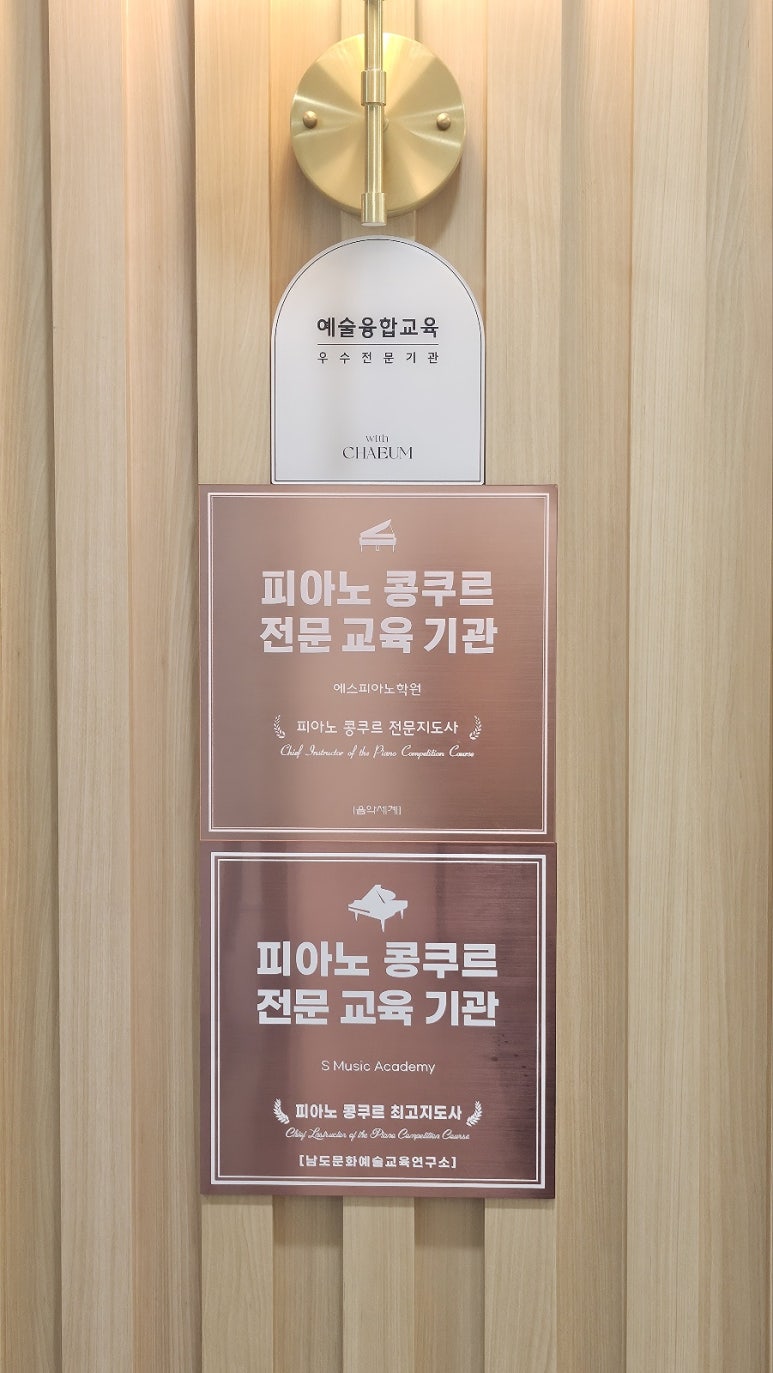 예술융합교육
우수전문기관
with
CHAEUM
피아노 콩쿠르
전문 교육 기관
에스피아노학원
피아노 콩쿠르 전문지도사
Chief Instructor of the Piano Competition Course
[음악세계]
피아노 콩쿠르
전문 교육 기관
S Music Academy
피아노 콩쿠르 최고지도사
Chief Instructor of the Piano Competition Course
[남도문화예술교육연구소]